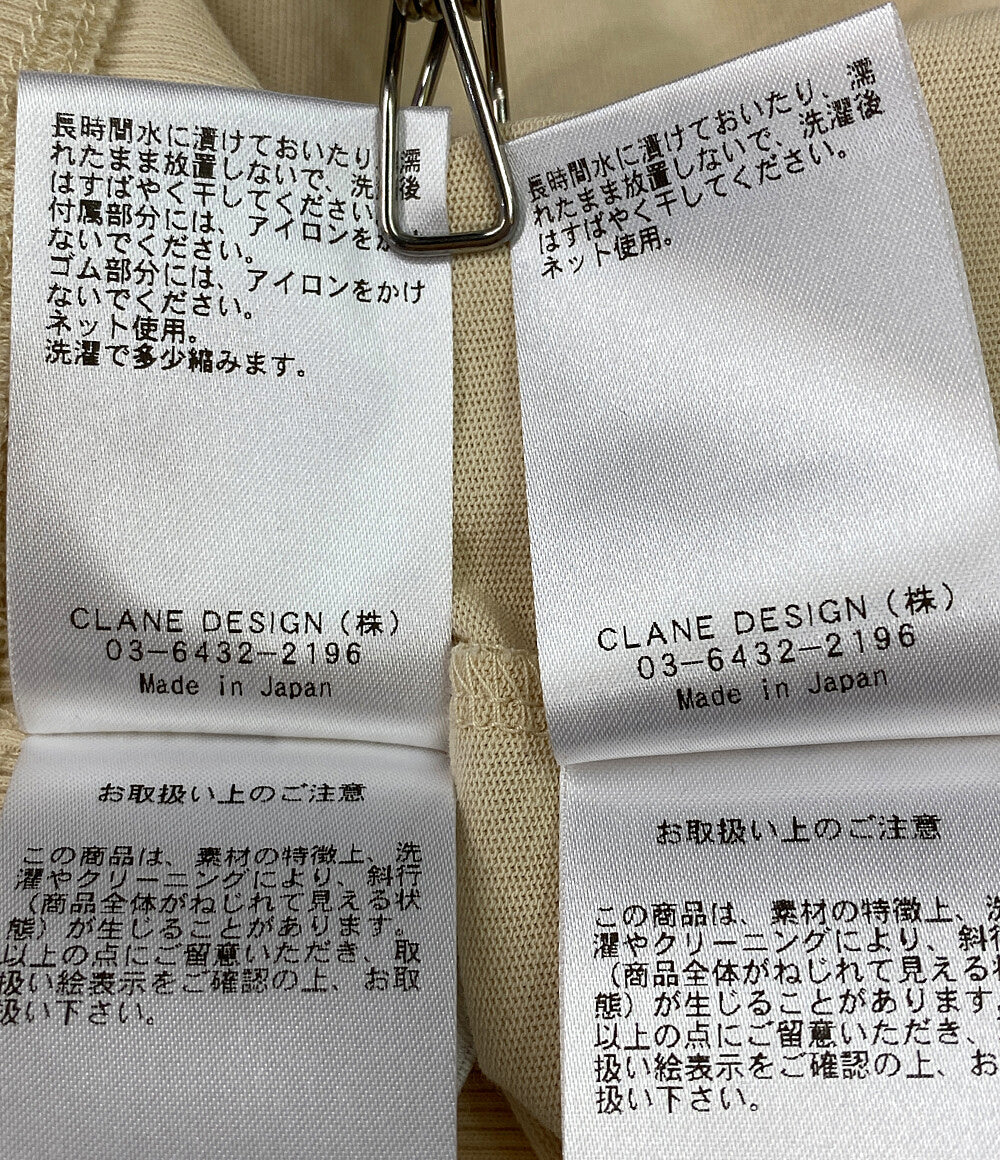 長時間水に漬けておいたり、濡
れたまま放置しないで、洗 後
はすばやく干してください
付属部分には、アイロンをか
ないでください。
ゴム部分には、アイロンをかけ
ないでください。
ネット使用。
洗濯で多少縮みます。
CLANE DESIGN（株）
03-6432-2196
Made in Japan
お取扱い上のご注意
この商品は、素材の特徴上、洗
濯やクリーニングにより、斜行
（商品全体がねじれて見える状
態）が生じることがあります。
以上の点にご留意いただき、取
扱い絵表示をご確認の上、お取
扱い下さい。
長時間水に漬けておいたり、濡
れたまま放置しないで、洗濯後
はすばやく干してください。
ネット使用。
CLANE DESIGN（株）
03-6432-2196
Made in Japan
お取扱い上のご注意
この商品は、素材の特徴上、洗
濯やクリーニングにより、斜行
（商品全体がねじれて見える状
態）が生じることがあります。
以上の点にご留意いただき、
扱い絵表示をご確認の上、お
扱い下さい。